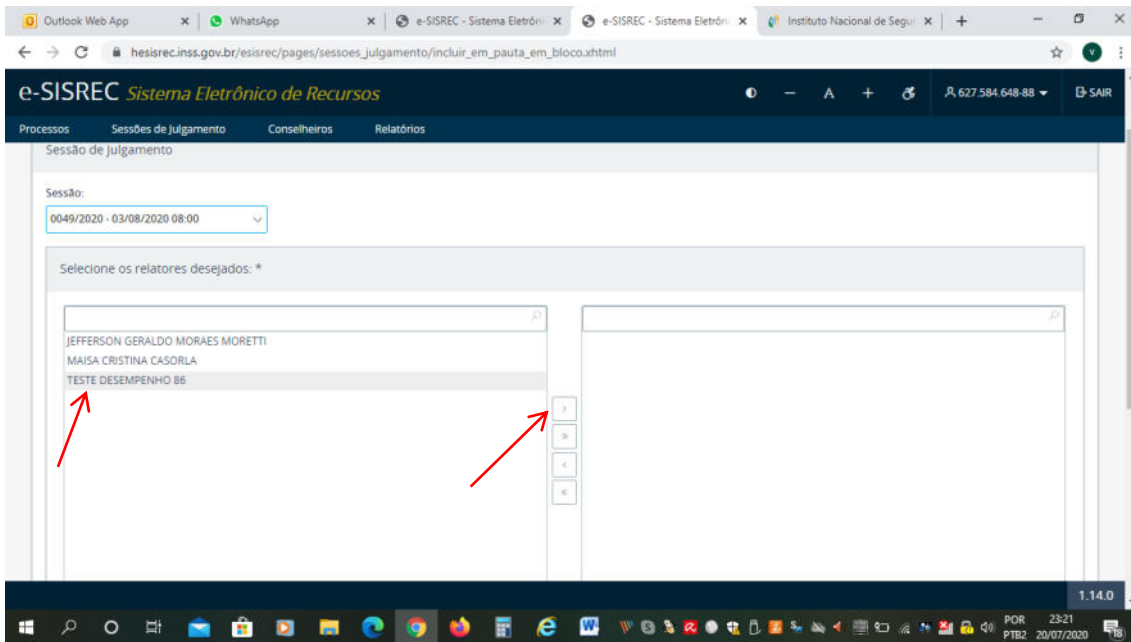 Outlook Web App
WhatsApp
e-SISREC - Sistema Eletrôni
e-SISREC - Sistema Eletrôni
Instituto Nacional de Segur
hesisrec.inss.gov.br/esisrec/pages/sessoes_julgamento/incluir_em_pauta_em_bloco.xhtml
V
e-SISREC Sistema Eletrônico de Recursos
A
627.584.648-88
SAIR
Processos Sessões de Julgamento Conselheiros Relatórios
Sessão de Julgamento
Sessão:
0049/2020 - 03/08/2020 08:00
Selecione os relatores desejados: *
JEFFERSON GERALDO MORAES MORETTI
MAISA CRISTINA CASORLA
TESTE DESEMPENHO 86
1.14.0
POR 23:21
PTB2 20/07/2020
18